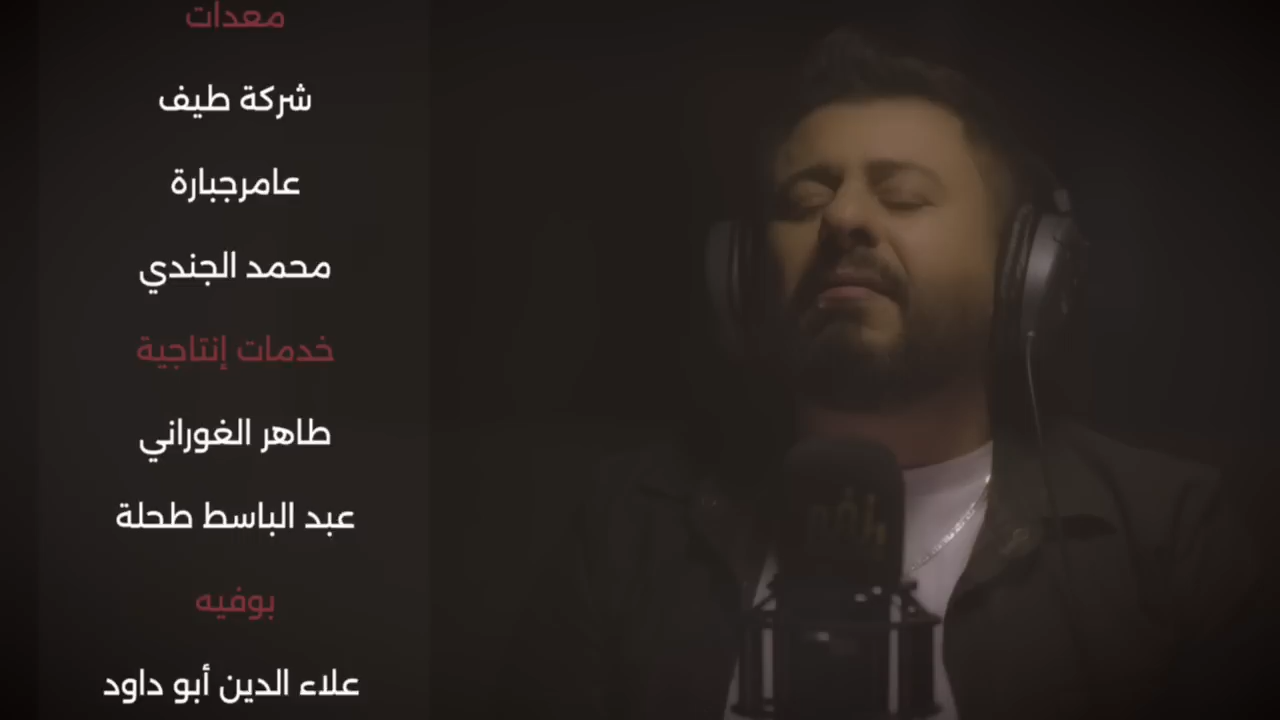 معدات
شركة طيف
عامرجبارة
محمد الجندي
خدمات إنتاجية
طاهر الغوراني
عبد الباسط طحلة
بوفيه
علاء الدين أبو داود